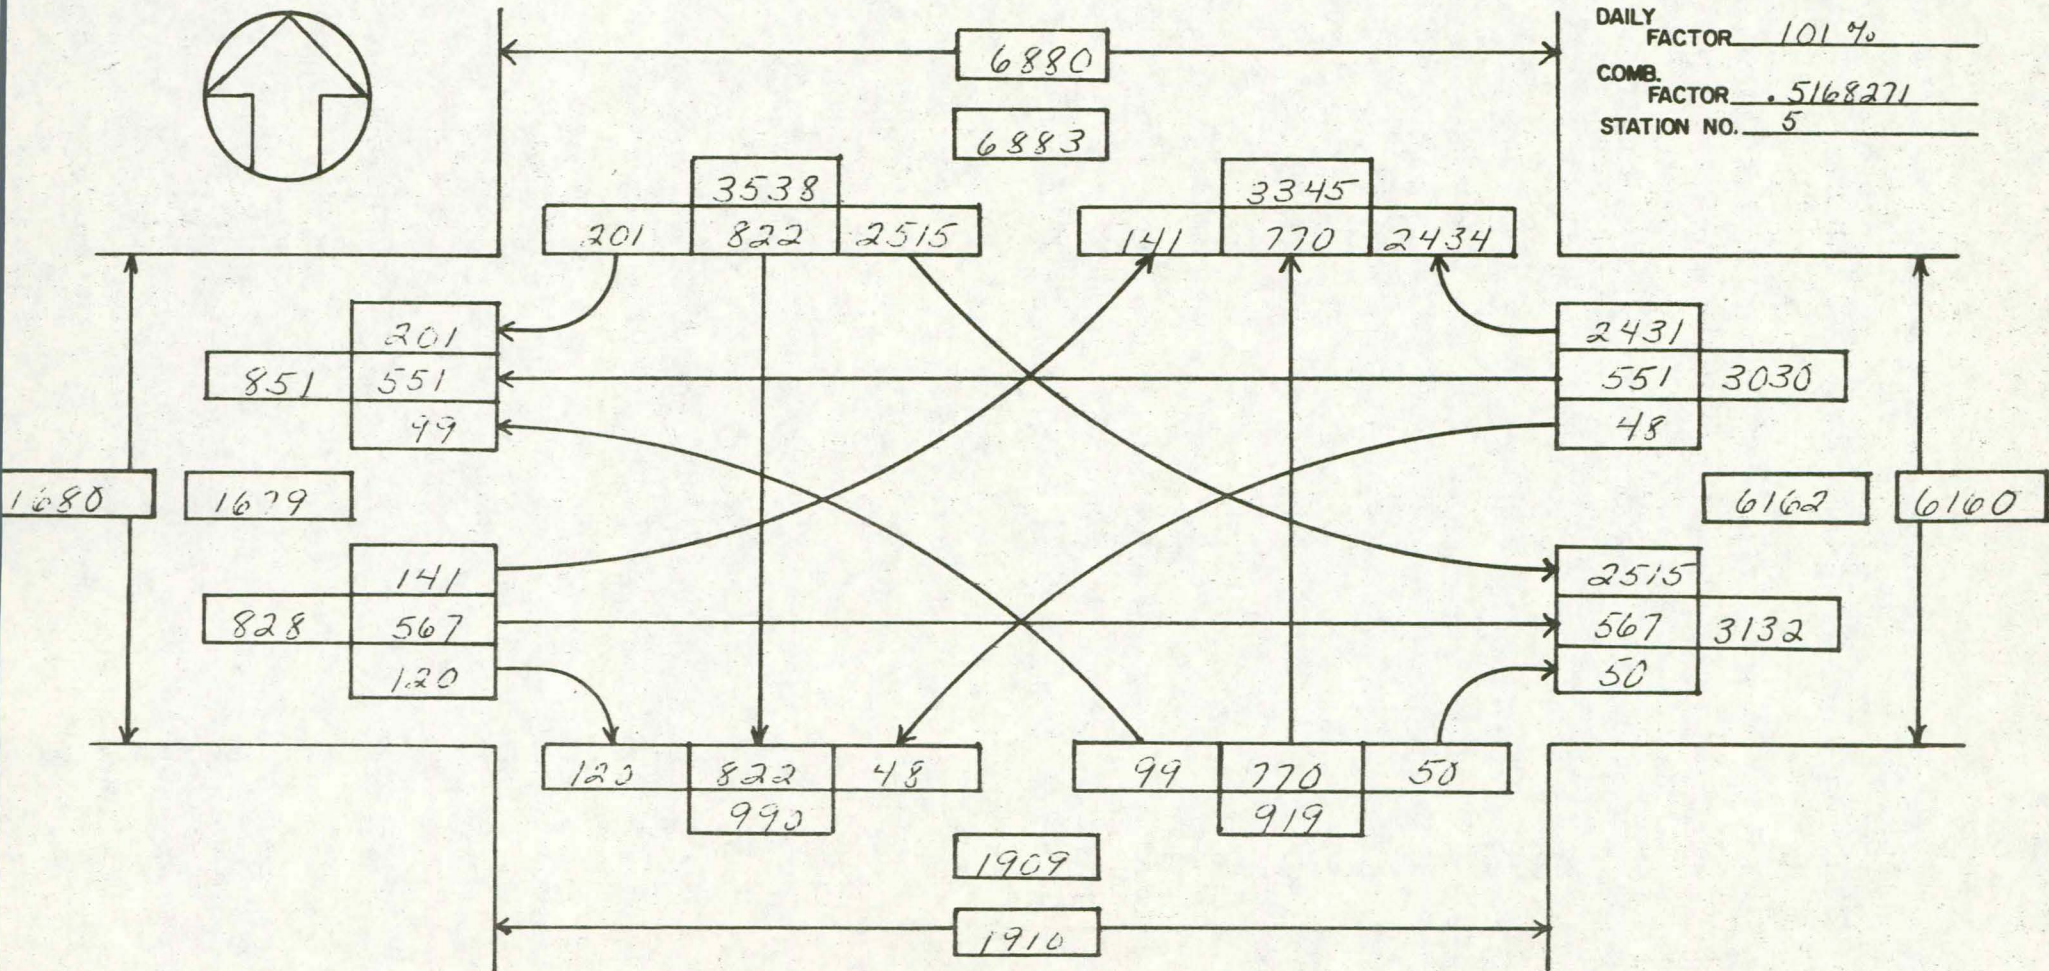 DAILY
FACTOR 101 %
6880
COMB.
FACTOR .5168271
STATION NO. 5
6883
3538
3345
201 822 2515
141 770 2434
201
2431
851 551
551 3030
99
48
1680
1679
6162
6160
141
2515
828 567
567 3132
120
50
120 822 48
99 770 50
990
919
1909
1910